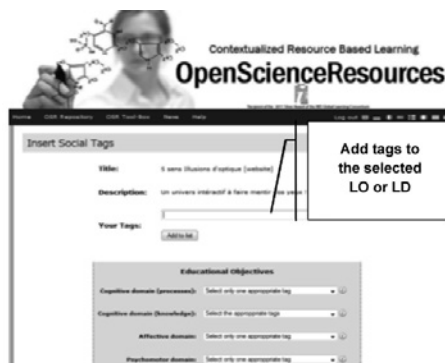 Contextualized Resource Based Learning
OpenScienceResources
Home OSR Repository OSR Tool-Box News Help Log out
Insert Social Tags
Add tags to
the selected
LO or LD
Title: 5 sens Illusions d'optique [website]
Description: Un univers intéractif à faire mentir vos yeux !
Your Tags:
Add to list
Educational Objectives
Cognitive domain (processes): Select only one appropriate tag
Cognitive domain (knowledge): Select the appropriate tags
Affective domain: Select only one appropriate tag
Psychomotor domain: Select only one appropriate tag